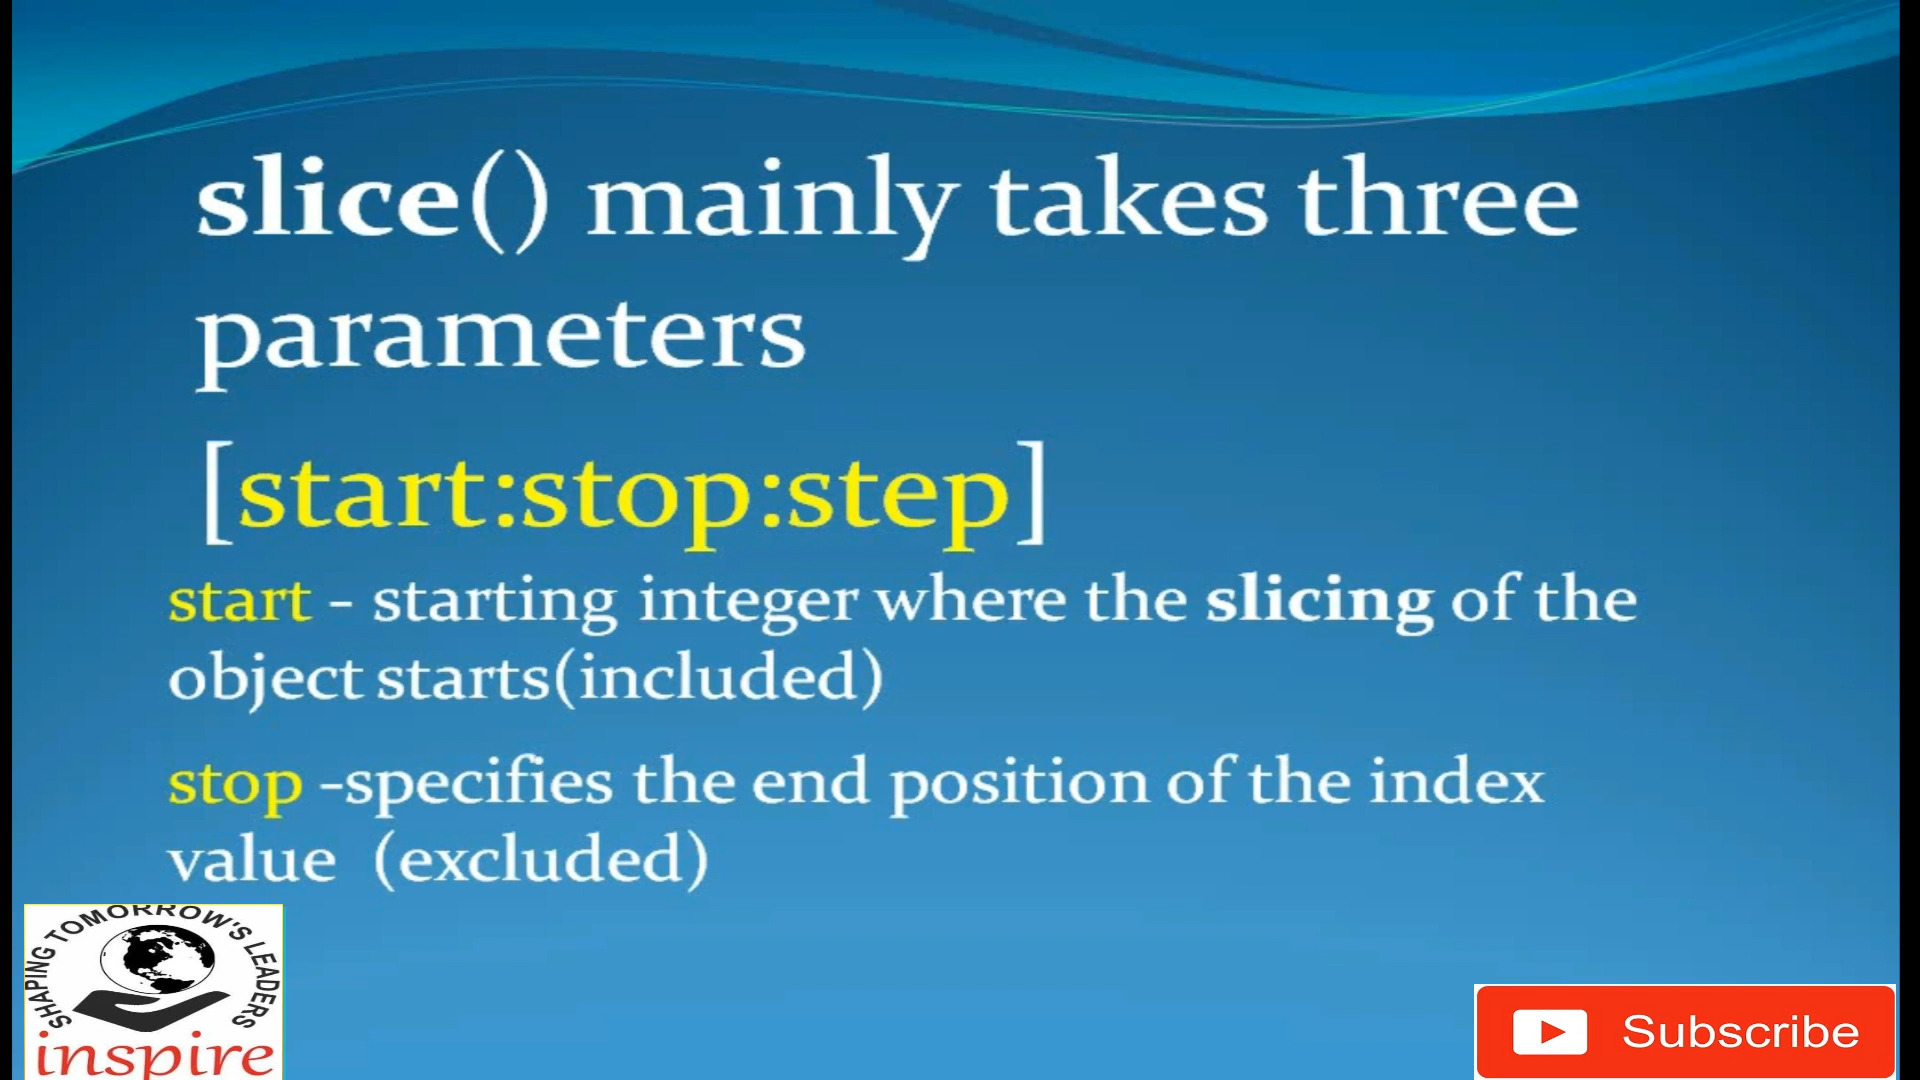 slice() mainly takes three
parameters
[start:stop:step]
start - starting integer where the slicing of the
object starts(included)
stop -specifies the end position of the index
value (excluded)
SHAPING TOMORROW'S LEADERS
inspire
Subscribe